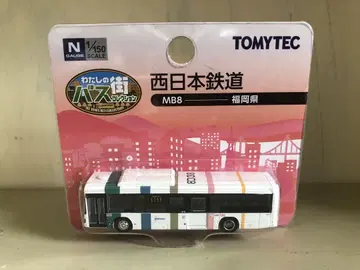 N
GAUGE
1/150
SCALE
TOMYTEC
わたしの
バス
街
コレクション
西日本鉄道
MB8
福岡県